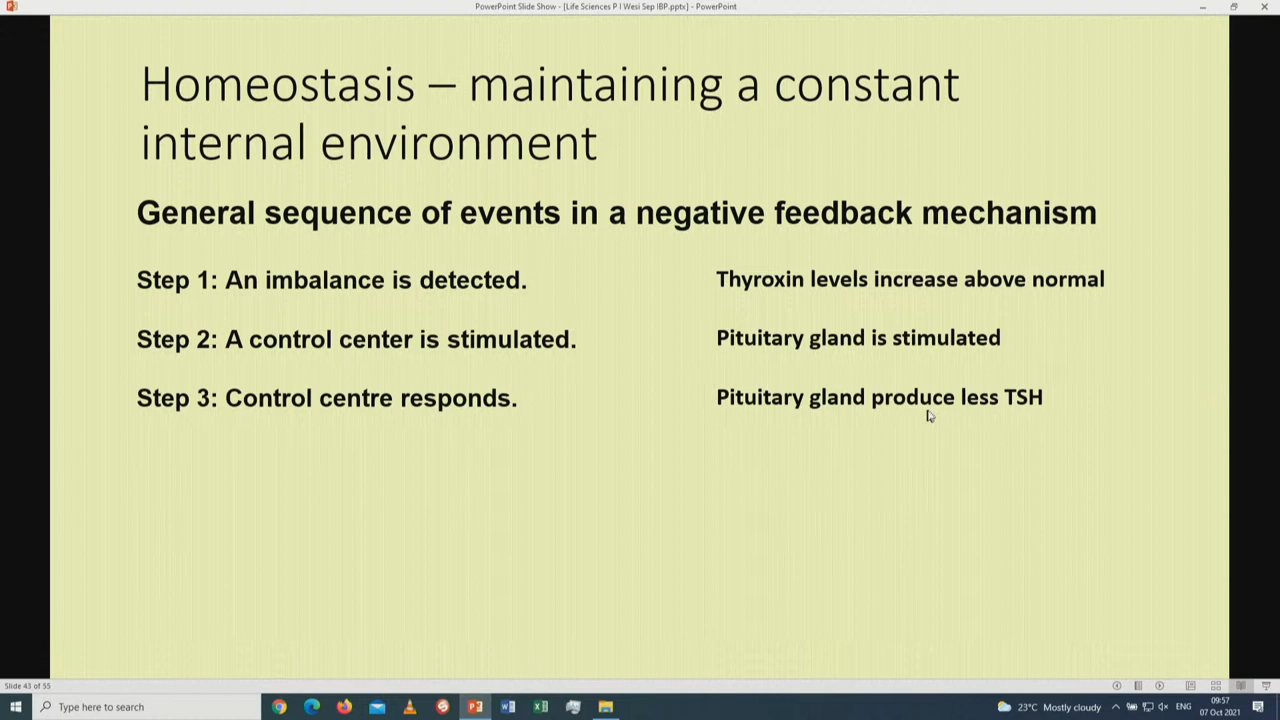 PowerPoint Slide Show - [Life Sciences P I Wesi Sep IBP.pptx] - PowerPoint
Homeostasis – maintaining a constant
internal environment
General sequence of events in a negative feedback mechanism
Step 1: An imbalance is detected.
Thyroxin levels increase above normal
Step 2: A control center is stimulated.
Pituitary gland is stimulated
Step 3: Control centre responds.
Pituitary gland produce less TSH
Slide 43 of 55
Type here to search
23°C Mostly cloudy
ENG
09:57
07 Oct 2021